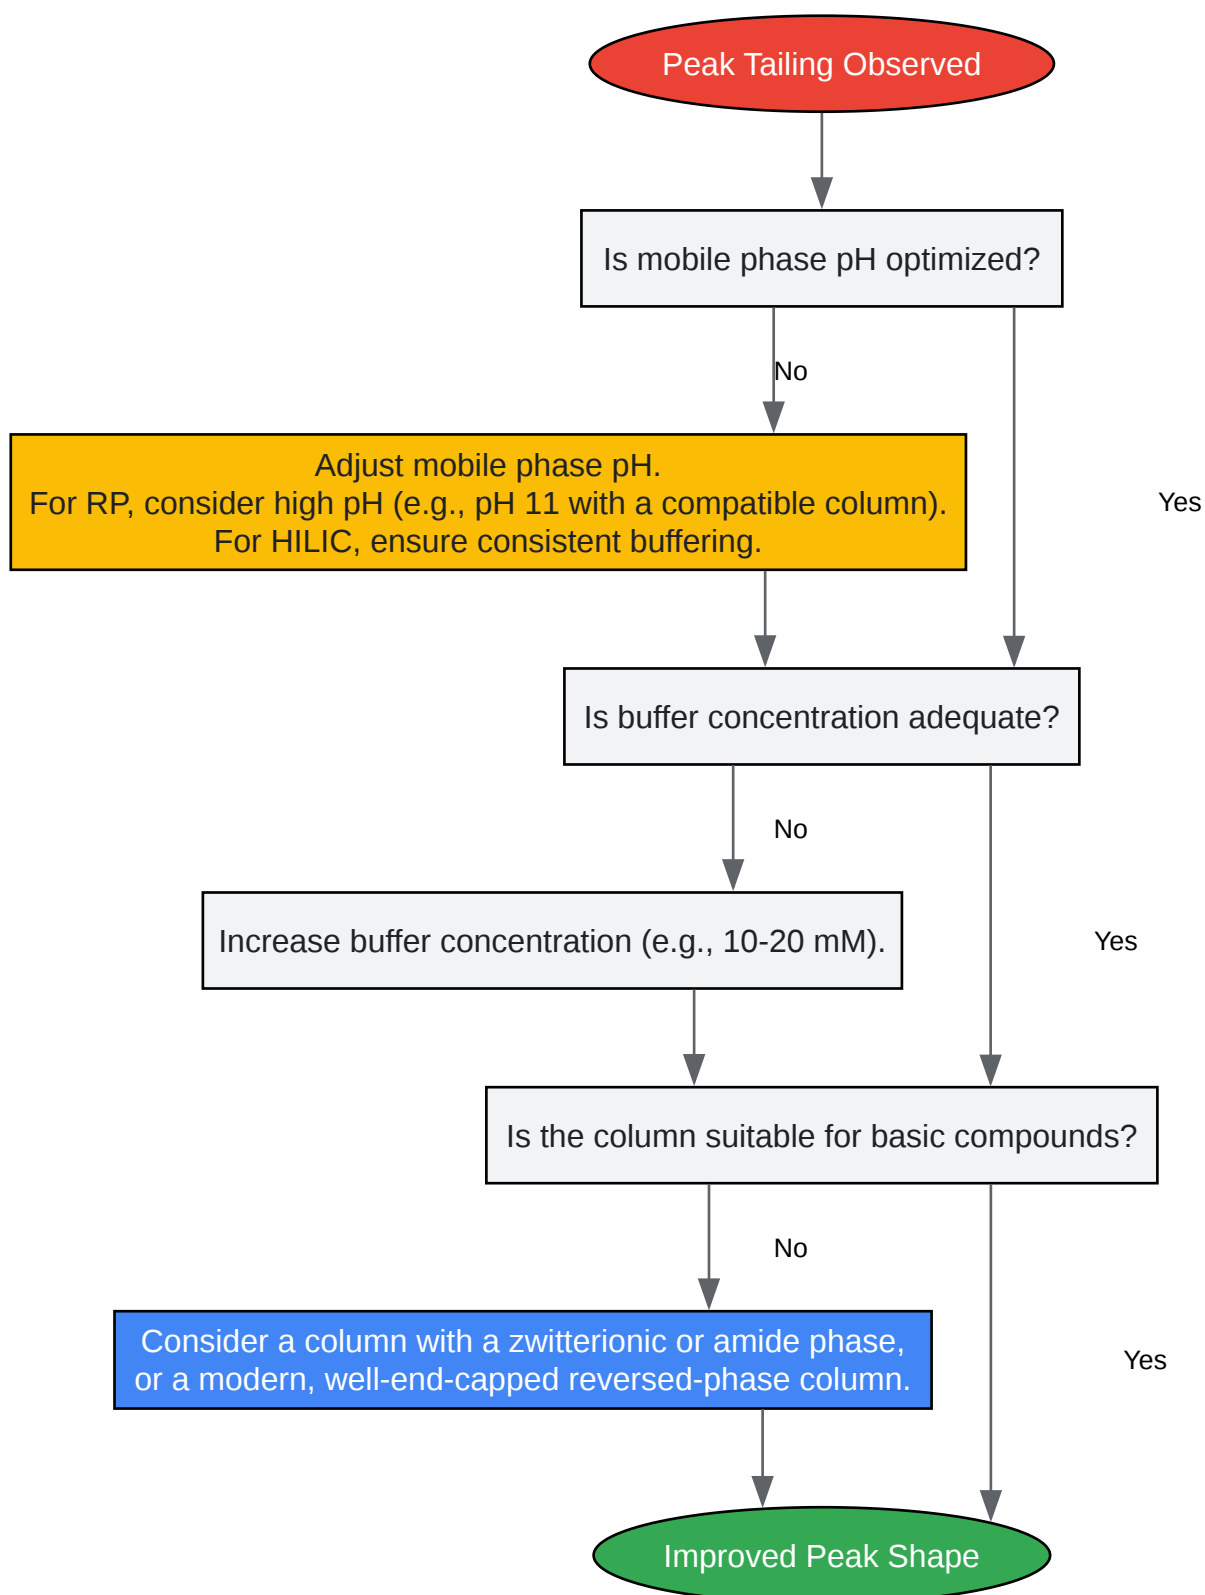 Peak Tailing Observed
Is mobile phase pH optimized?
No
Adjust mobile phase pH.
For RP, consider high pH (e.g., pH 11 with a compatible column).
For HILIC, ensure consistent buffering.
Yes
Is buffer concentration adequate?
No
Increase buffer concentration (e.g., 10-20 mM).
Yes
Is the column suitable for basic compounds?
No
Consider a column with a zwitterionic or amide phase,
or a modern, well-end-capped reversed-phase column.
Yes
Improved Peak Shape